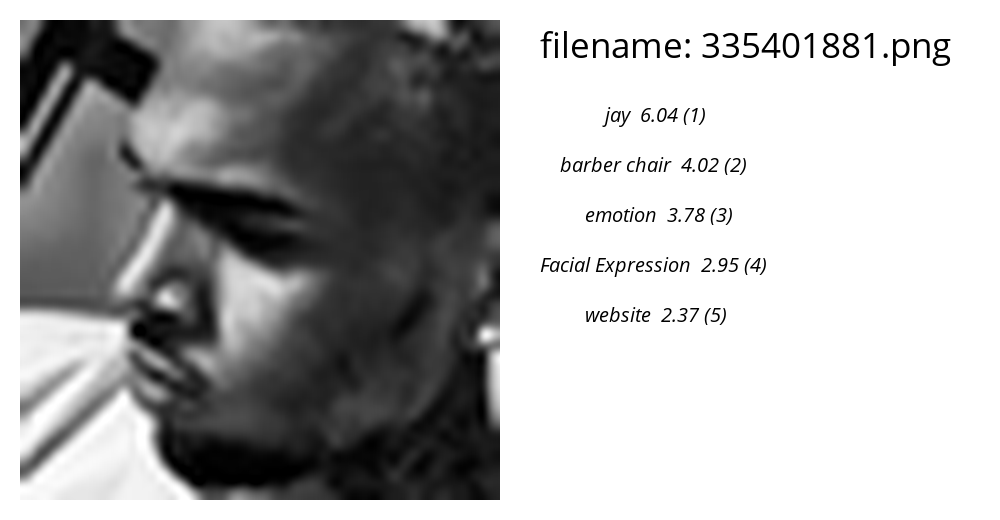 filename: 335401881.png
jay 6.04 (1)
barber chair 4.02 (2)
emotion 3.78 (3)
Facial Expression 2.95 (4)
website 2.37 (5)